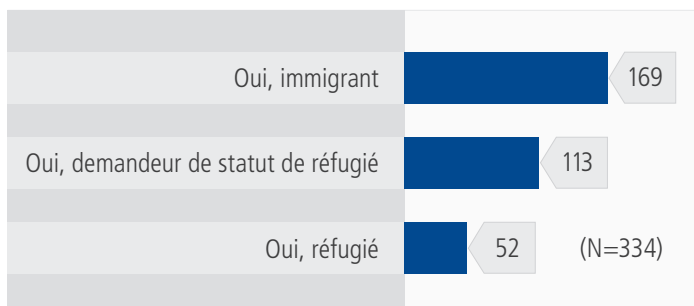 Oui, immigrant 169
Oui, demandeur de statut de réfugié 113
Oui, réfugié 52 (N=334)